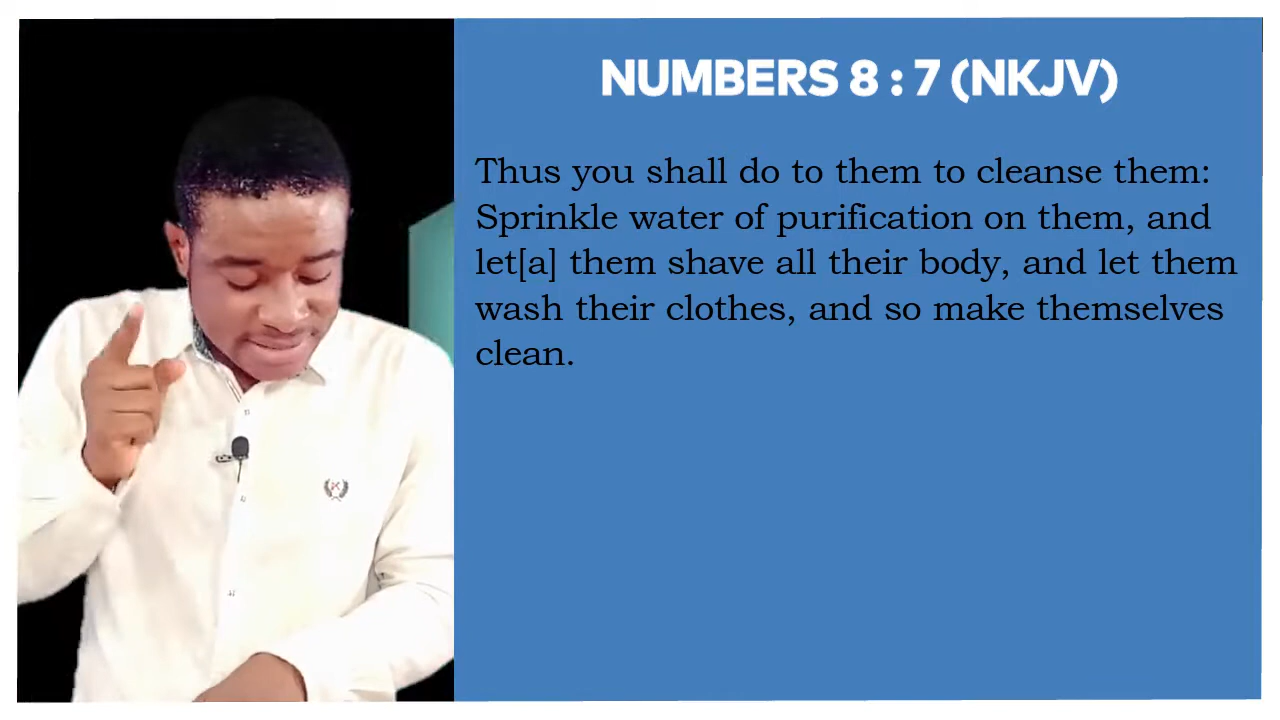 NUMBERS 8 : 7 (NKJV)
Thus you shall do to them to cleanse them:
Sprinkle water of purification on them, and
let[a] them shave all their body, and let them
wash their clothes, and so make themselves
clean.